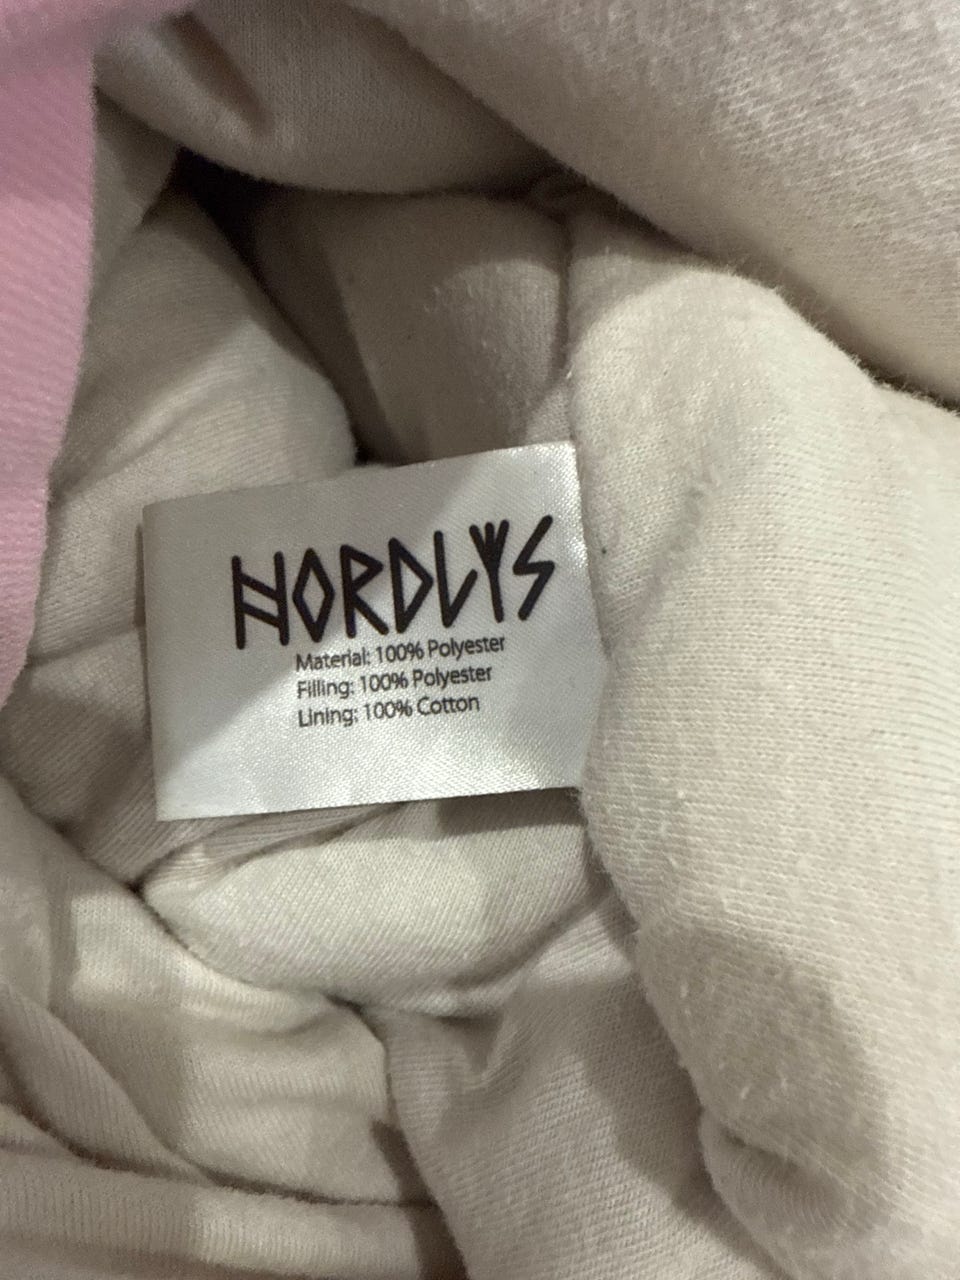 NORDLYS
Material: 100% Polyester
Filling: 100% Polyester
Lining: 100% Cotton